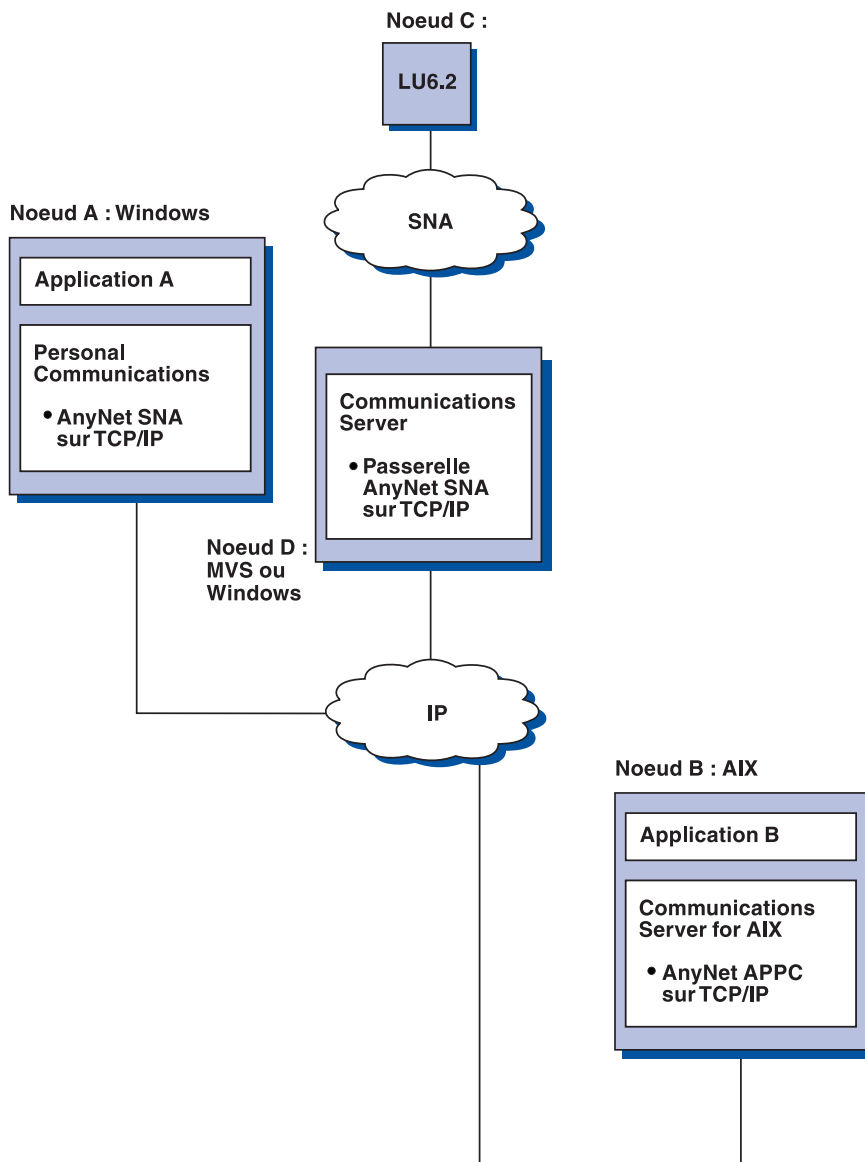 Noeud C :
LU6.2
SNA
Noeud A : Windows
Application A
Personal
Communications
• AnyNet SNA
sur TCP/IP
Communications
Server
• Passerelle
AnyNet SNA
sur TCP/IP
Noeud D :
MVS ou
Windows
IP
Noeud B : AIX
Application B
Communications
Server for AIX
• AnyNet APPC
sur TCP/IP